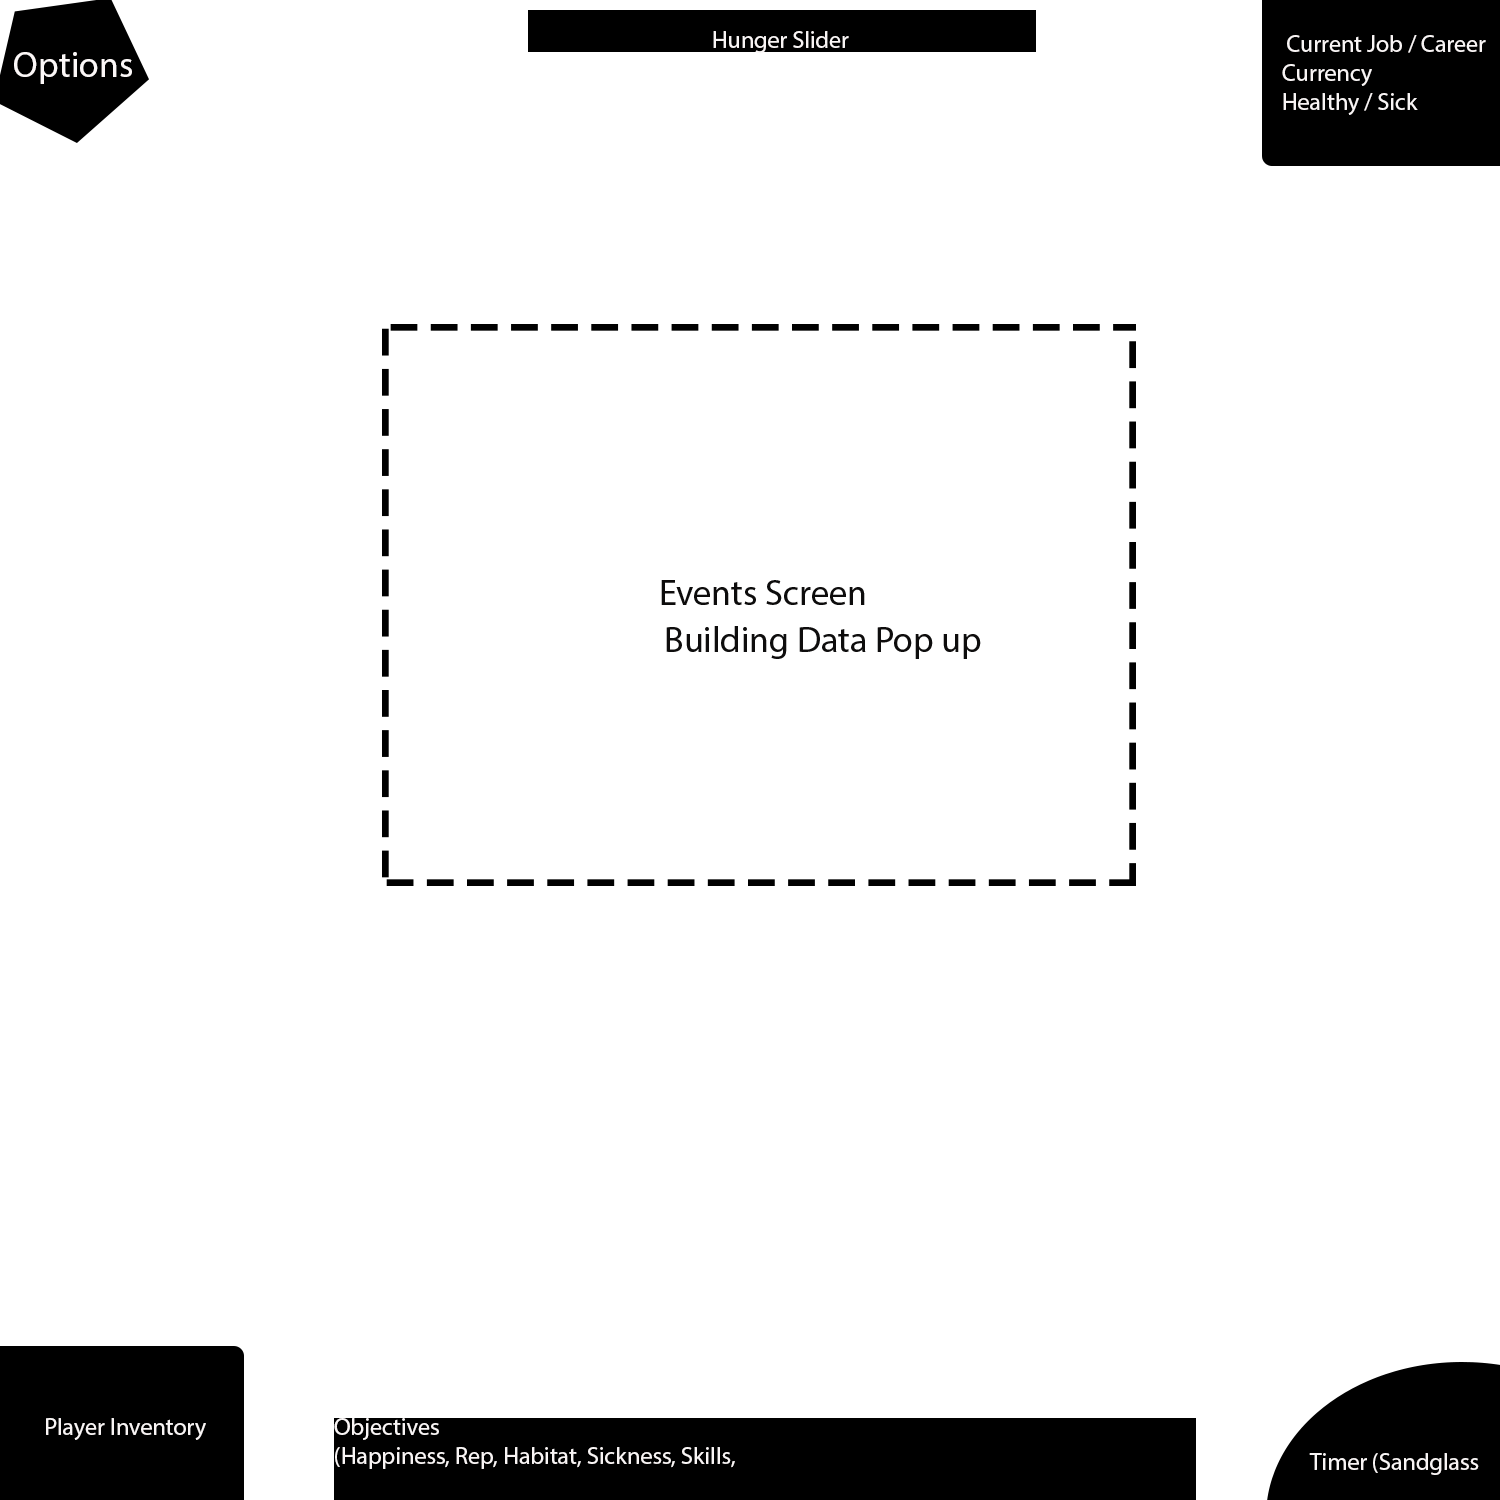 Options
Hunger Slider
Current Job / Career
Currency
Healthy / Sick
Events Screen
Building Data Pop up
Player Inventory
Objectives
(Happiness, Rep, Habitat, Sickness, Skills,
Timer (Sandglass